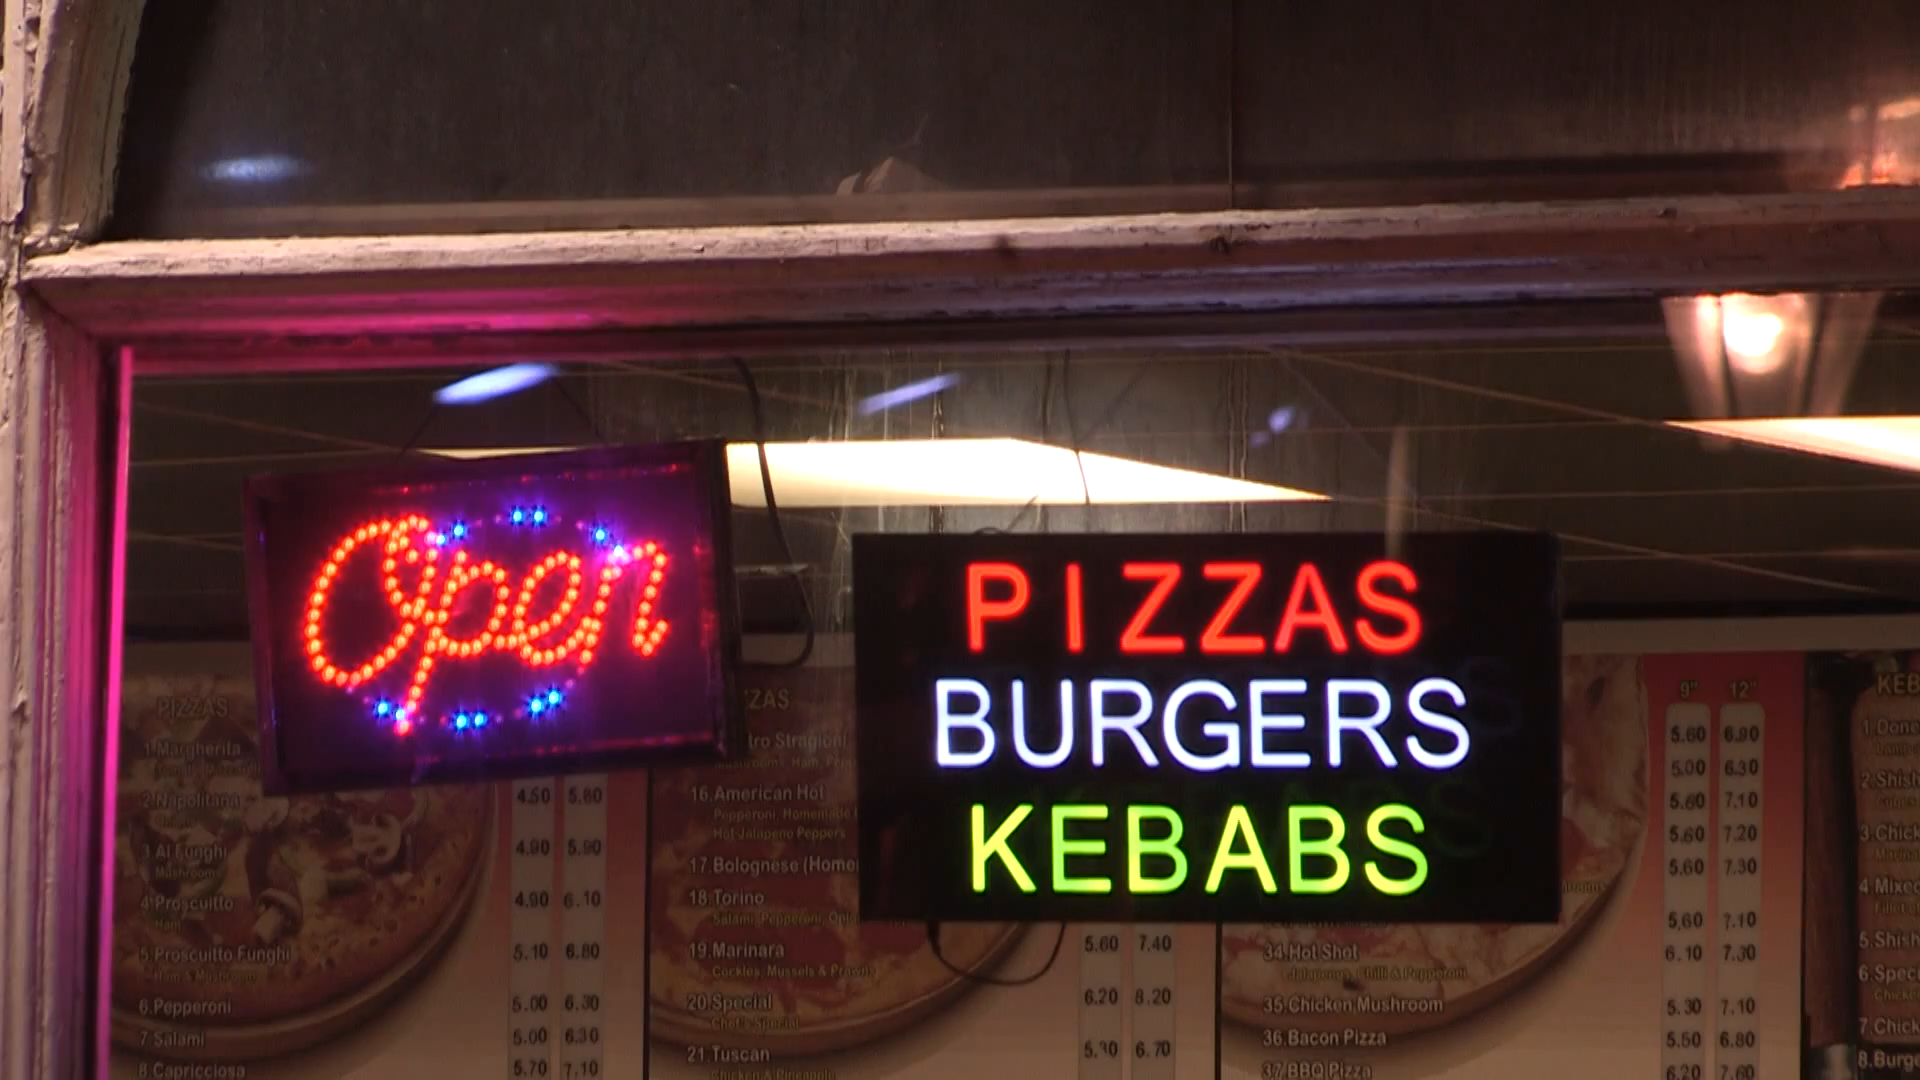 Open
PIZZAS
BURGERS
KEBABS
PIZZAS
1.Margherita
2.Napolitana
3.Al Funghi
Mushrooms
4.Proscuitto
Ham
5.Proscuitto Funghi
Ham & Mushrooms
6.Pepperoni
7.Salami
8.Capricciosa
4.50 5.80
4.90 5.90
4.90 6.10
5.10 6.80
5.00 6.30
5.00 6.30
5.70 7.10
ZZAS
tro Stragioni
Mushrooms, Ham,
16.American Hot
Pepperoni, Homemade
Hot Jalapeno Peppers
17.Bolognese (Home
18.Torino
Salami, Pepperoni,
19.Marinara
Cockles, Mussels & Prawns
20.Special
Chef's Special
21.Tuscan
Chicken & Pineapple
5.60 7.40
6.20 8.20
5.30 6.70
34.Hot Shot
Jalapenos, Chilli & Pepperoni
35.Chicken Mushroom
36.Bacon Pizza
37.BBQ Pizza
9" 12"
5.60 6.90
5.00 6.30
5.60 7.10
5.60 7.20
5.60 7.30
5.60 7.10
6.10 7.30
5.30 7.10
5.50 6.80
6.20 7.60
KEB
1.Done
2.Shish
3.Chick
4.Mixed
5.Shish
6.Speci
Chicke
7.Chick
8.Burge